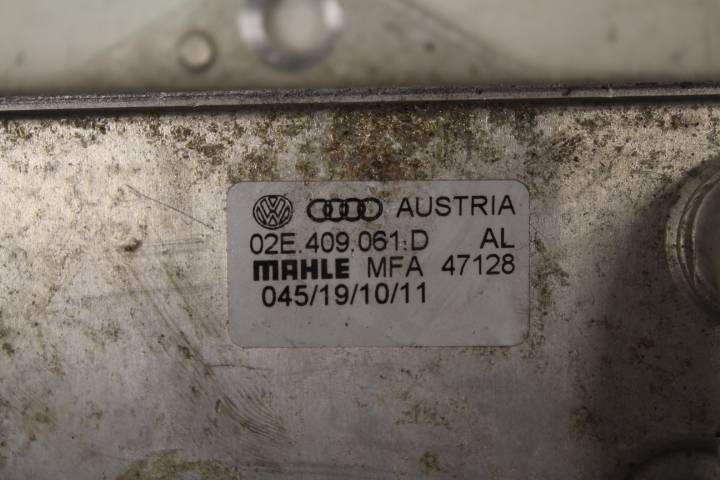 AUSTRIA
02E.409.061.D AL
MAHLE MFA 47128
045/19/10/11